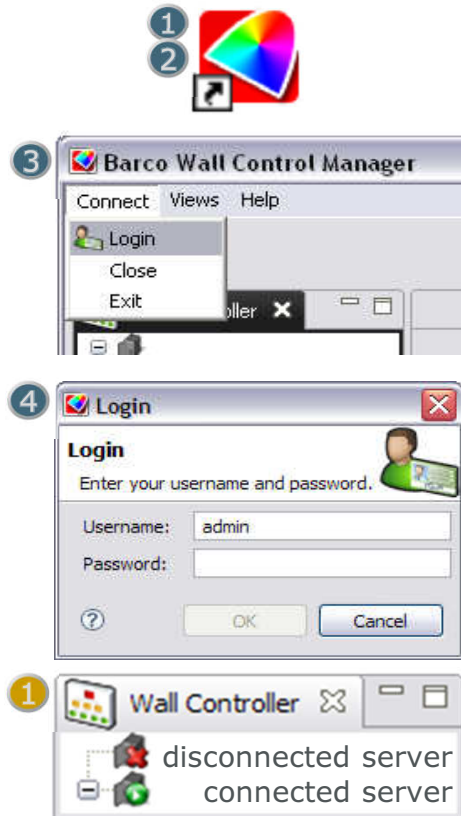 1
2
3
Barco Wall Control Manager
Connect Views Help
Login
Close
Exit
oller
4
Login
Login
Enter your username and password.
Username: admin
Password:
? OK Cancel
1
Wall Controller
disconnected server
connected server